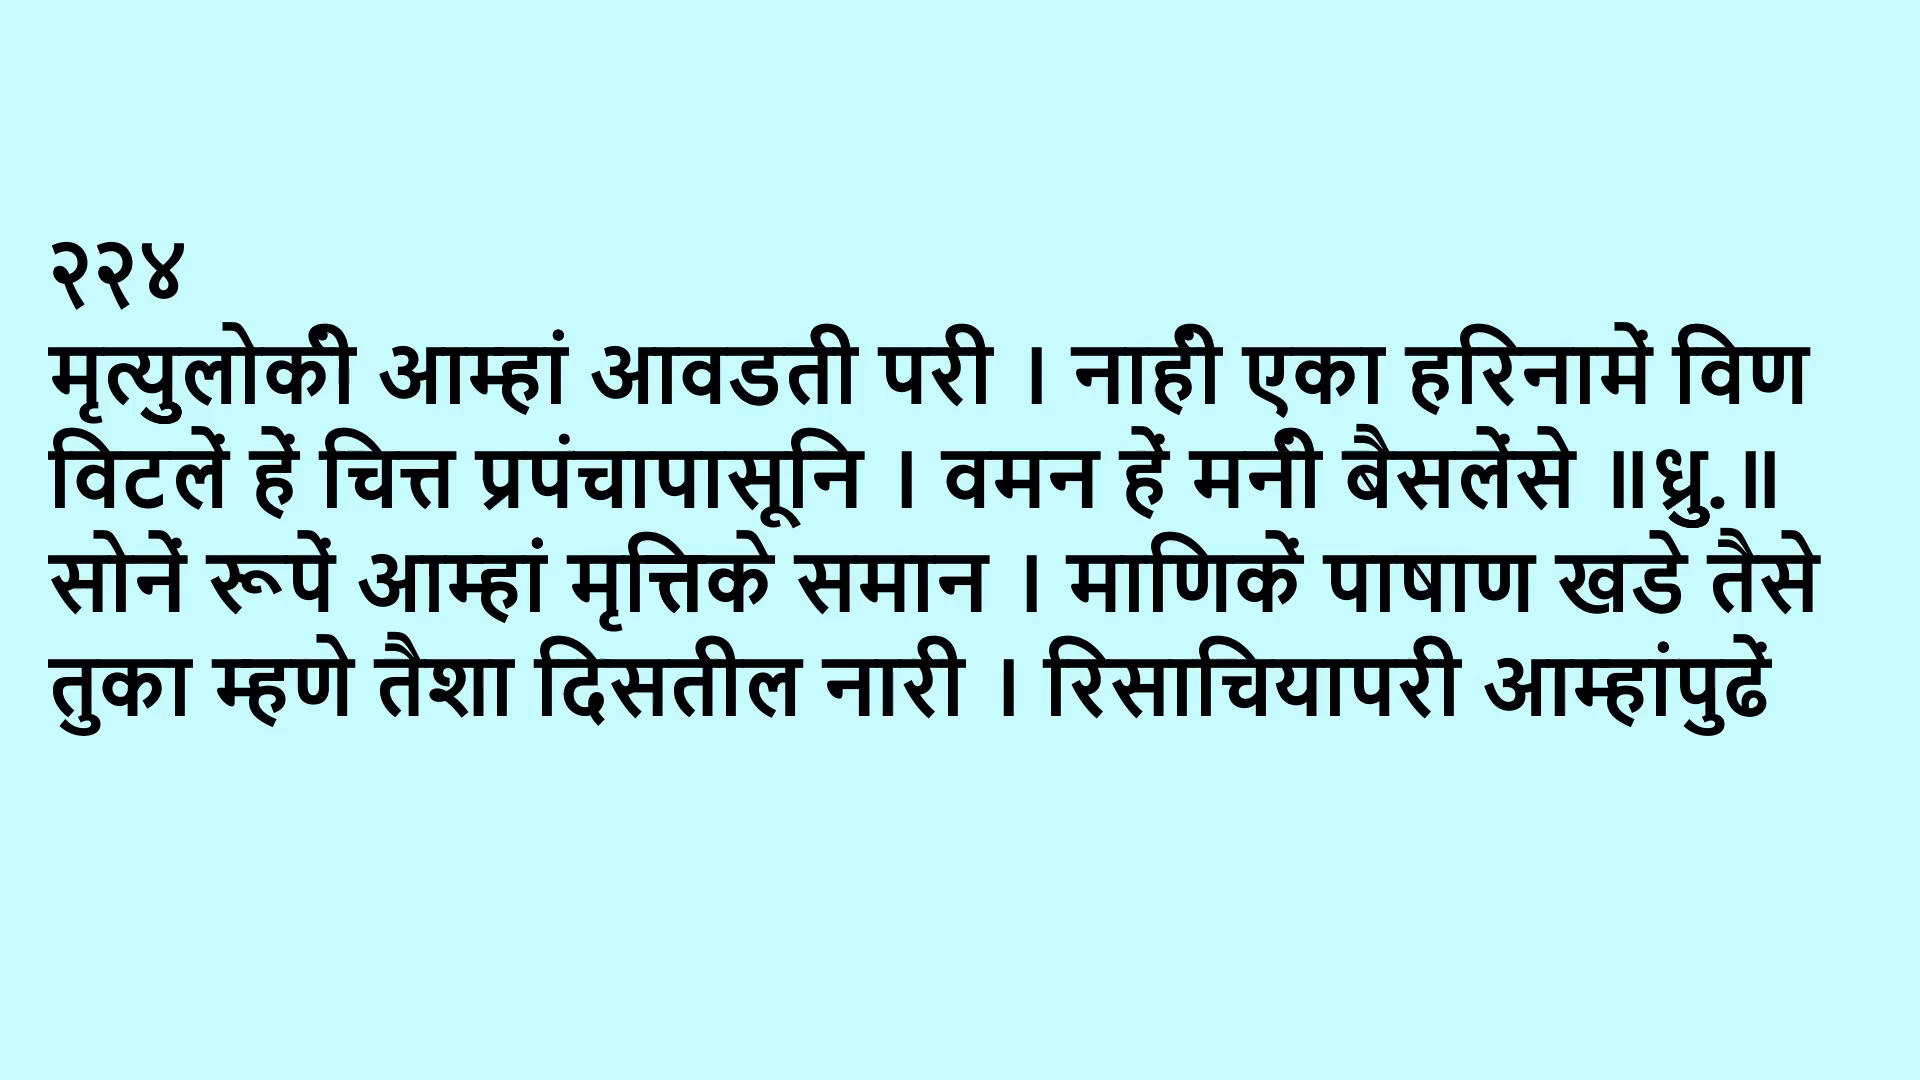 २२४
मृत्युलोकीं आम्हां आवडती परी । नाहीं एका हरिनामें विण
विटलें हें चित्त प्रपंचापासूनि । वमन हें मनीं बैसलेंसे ॥ध्रु.॥
सोनें रूपें आम्हां मृत्तिके समान । माणिकें पाषाण खडे तैसे
तुका म्हणे तैशा दिसतील नारी । रिसाचियापरी आम्हांपुढें